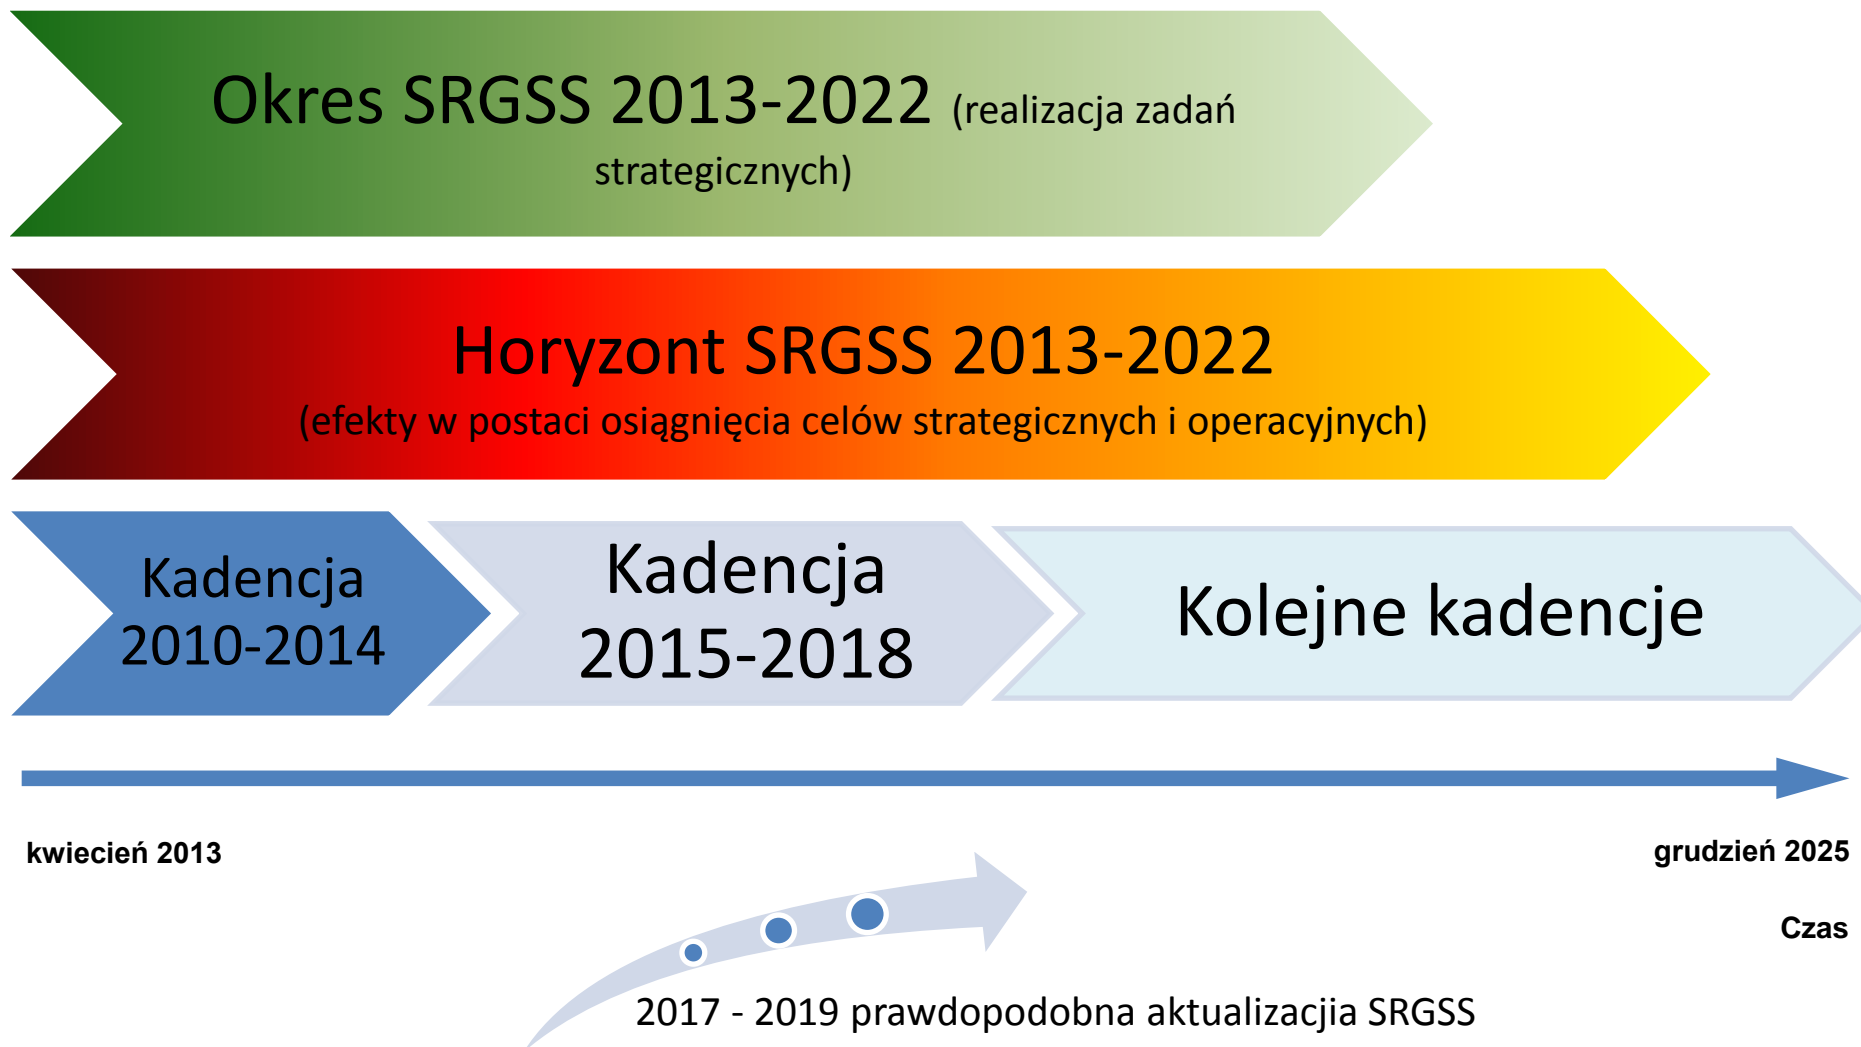 Okres SRGSS 2013-2022 (realizacja zadań
strategicznych)
Horyzont SRGSS 2013-2022
(efekty w postaci osiągnięcia celów strategicznych i operacyjnych)
Kadencja
2010-2014
Kadencja
2015-2018
Kolejne kadencje
kwiecień 2013
grudzień 2025
Czas
2017 - 2019 prawdopodobna aktualizacjia SRGSS